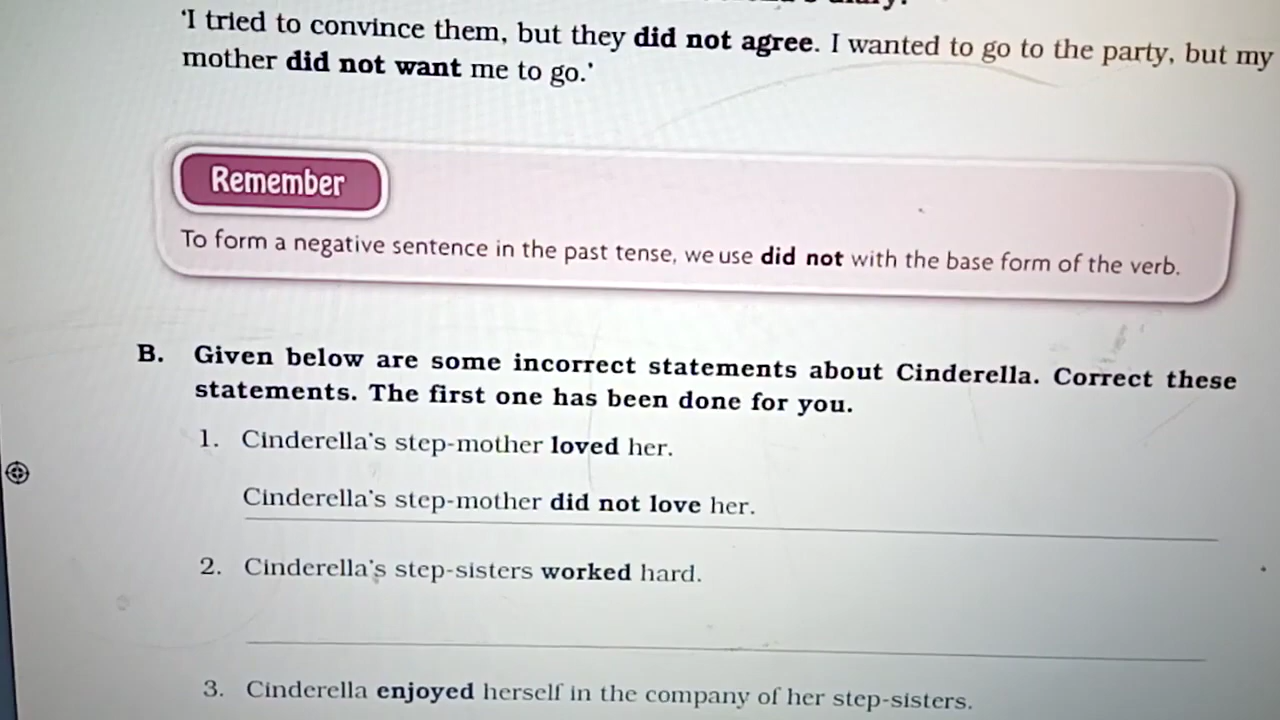 'I tried to convince them, but they did not agree. I wanted to go to the party, but my
mother did not want me to go.'
Remember
To form a negative sentence in the past tense, we use did not with the base form of the verb.
B. Given below are some incorrect statements about Cinderella. Correct these
statements. The first one has been done for you.
1. Cinderella's step-mother loved her.
Cinderella's step-mother did not love her.
2. Cinderella's step-sisters worked hard.
3. Cinderella enjoyed herself in the company of her step-sisters.